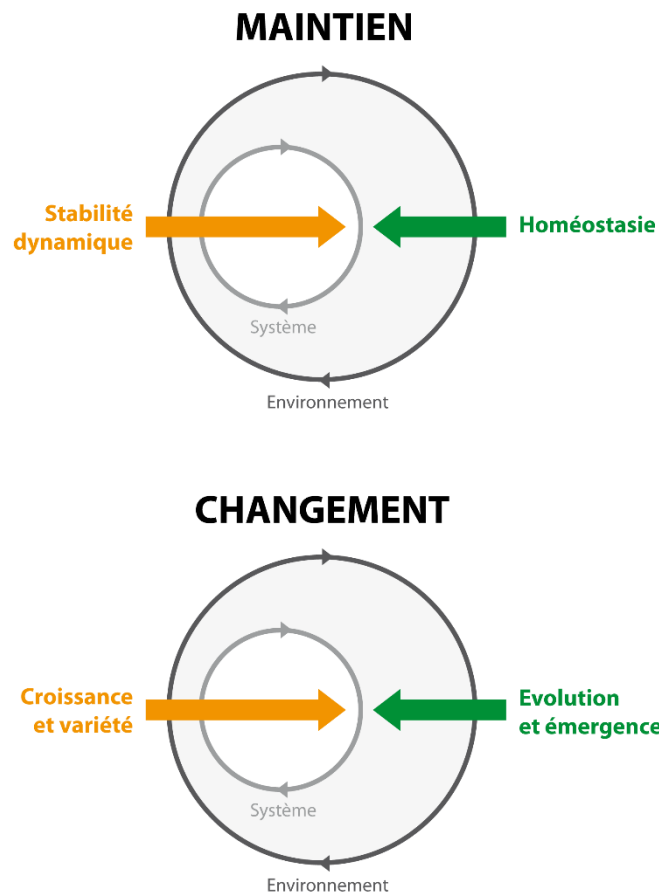 MAINTIEN
Stabilité
dynamique
Homéostasie
Système
Environnement
CHANGEMENT
Croissance
et variété
Evolution
et émergence
Système
Environnement